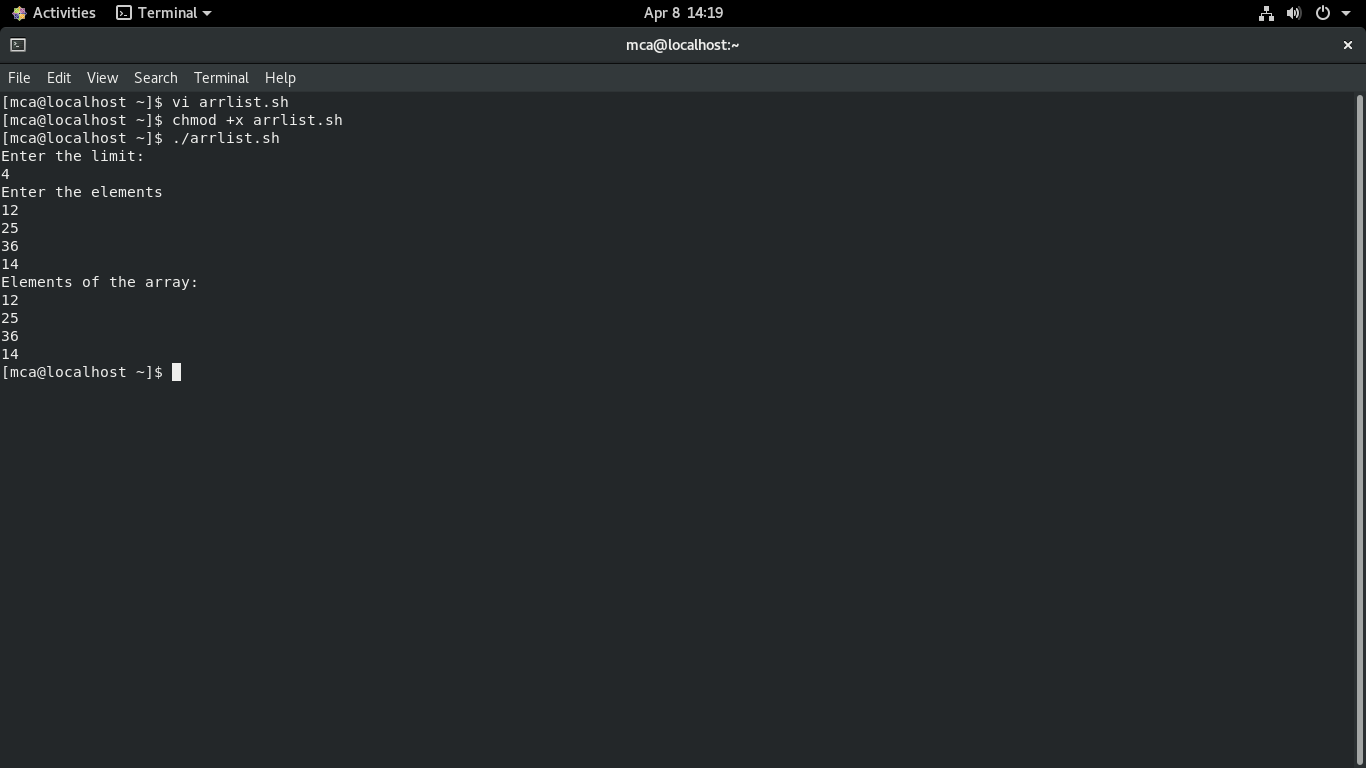 Activities Terminal Apr 8 14:19
mca@localhost:~
File Edit View Search Terminal Help
[mca@localhost ~]$ vi arrlist.sh
[mca@localhost ~]$ chmod +x arrlist.sh
[mca@localhost ~]$ ./arrlist.sh
Enter the limit:
4
Enter the elements
12
25
36
14
Elements of the array:
12
25
36
14
[mca@localhost ~]$